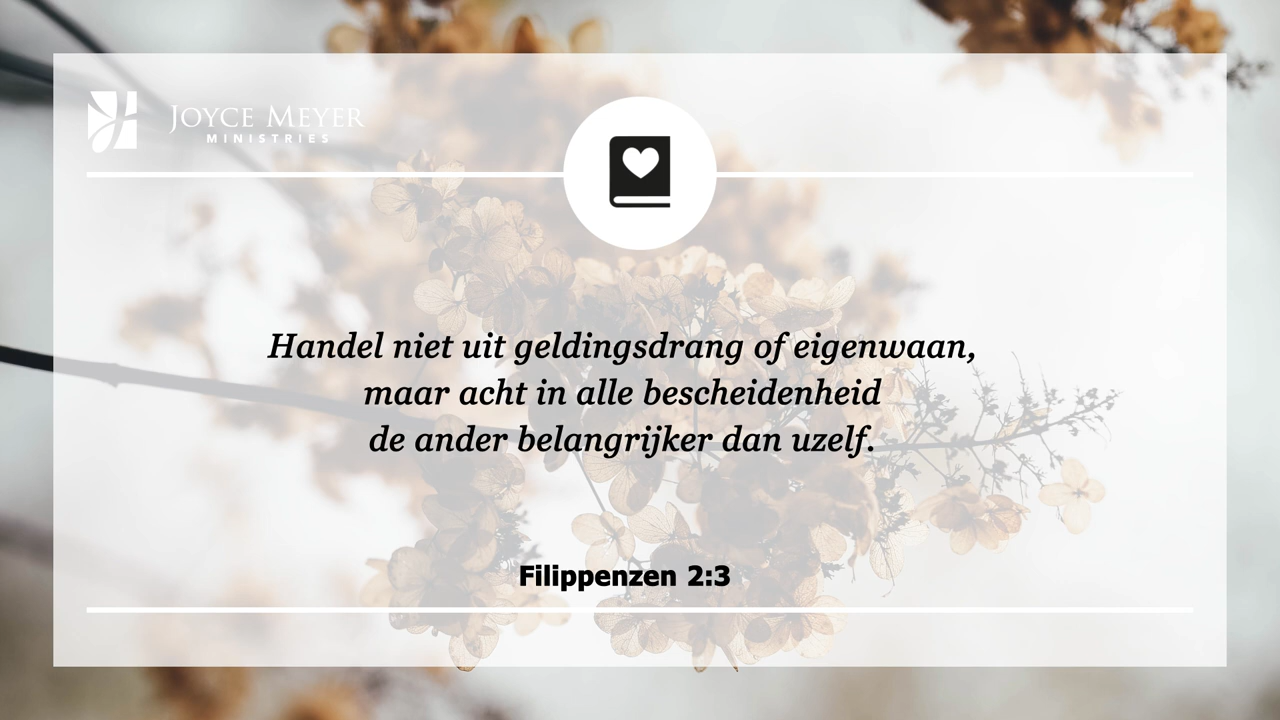 JOYCE MEYER
MINISTRIES
Handel niet uit geldingsdrang of eigenwaan,
maar acht in alle bescheidenheid
de ander belangrijker dan uzelf.
Filippenzen 2:3